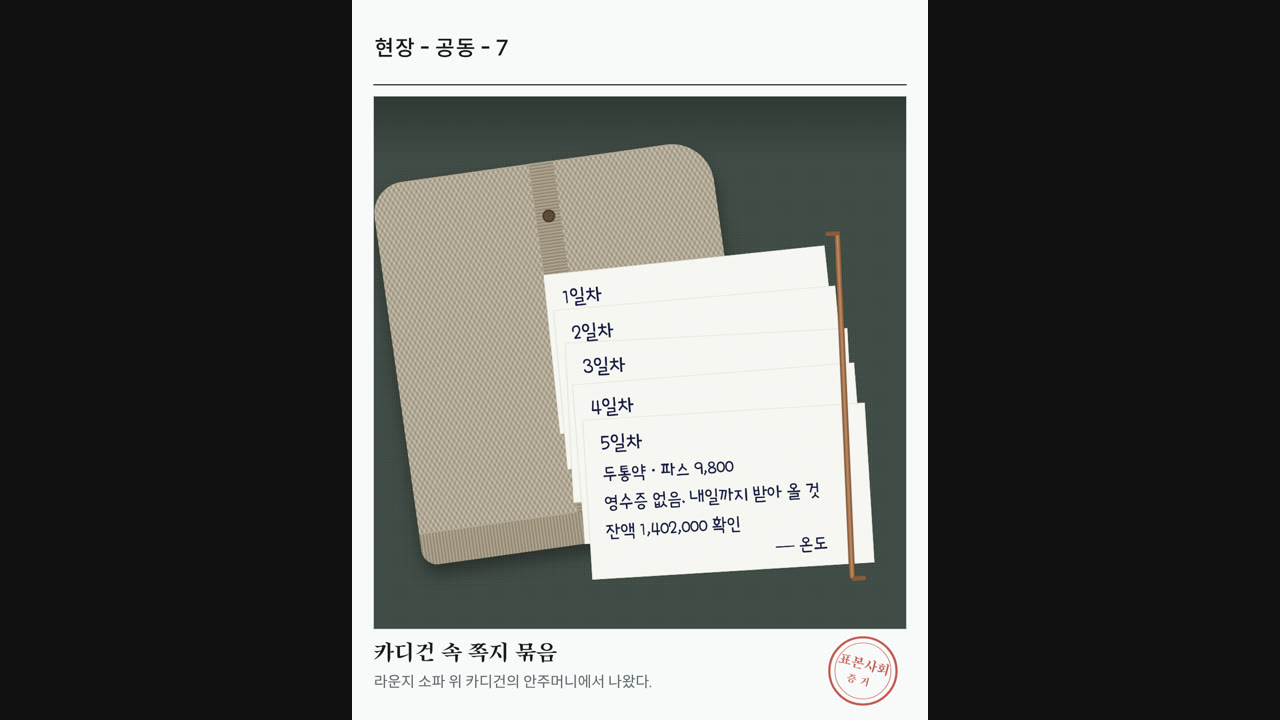 현장 - 공동 - 7
1일차
2일차
3일차
4일차
5일차
두통약 · 파스 9,800
영수증 없음. 내일까지 받아 올 것
잔액 1,402,000 확인
— 온도
카디건 속 쪽지 묶음
라운지 소파 위 카디건의 안주머니에서 나왔다.
표본사회
증거